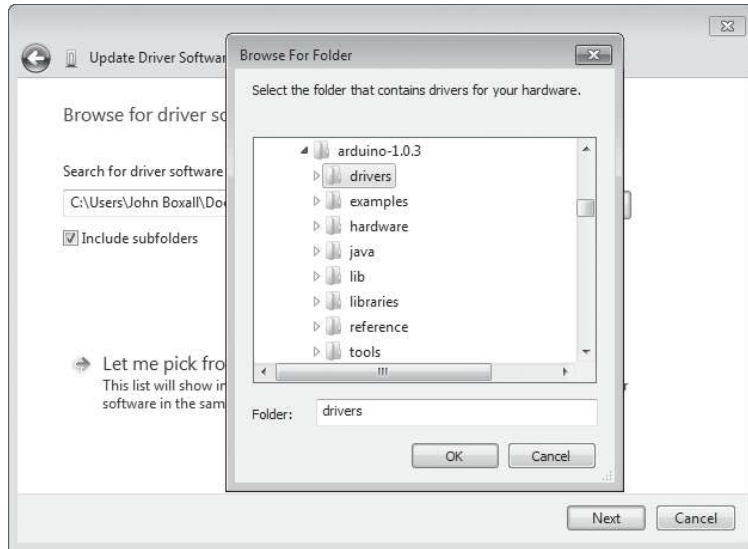 Update Driver Softwar
Browse For Folder
Select the folder that contains drivers for your hardware.
Browse for driver so
Search for driver software
C:\Users\John Boxall\Do
Include subfolders
arduino-1.0.3
drivers
examples
hardware
java
lib
libraries
reference
tools
Folder: drivers
OK Cancel
Let me pick fro
This list will show in
software in the sam
Next Cancel